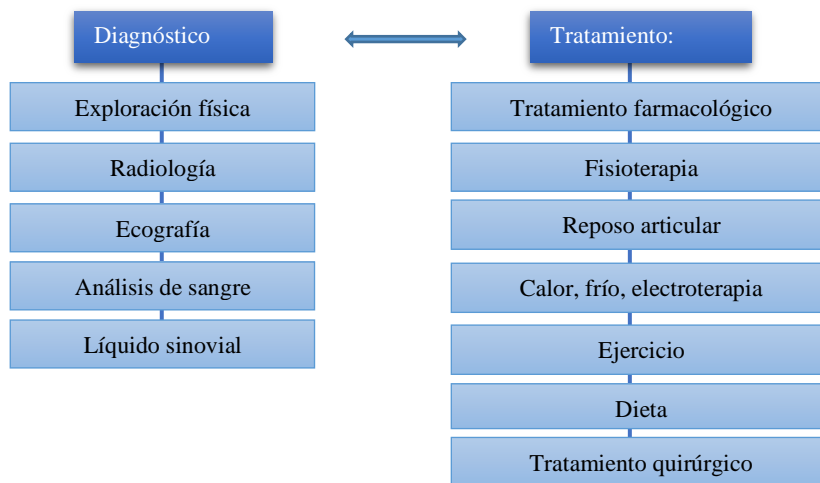 Diagnóstico
Exploración física
Radiología
Ecografía
Análisis de sangre
Líquido sinovial
Tratamiento:
Tratamiento farmacológico
Fisioterapia
Reposo articular
Calor, frío, electroterapia
Ejercicio
Dieta
Tratamiento quirúrgico